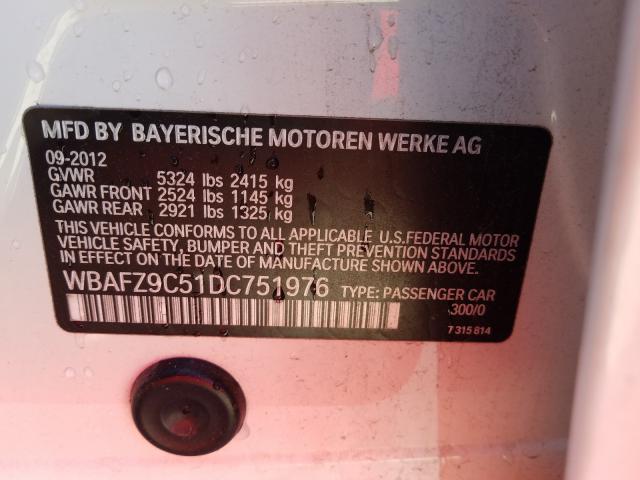 MFD BY BAYERISCHE MOTOREN WERKE AG
09-2012
GVWR 5324 lbs 2415 kg
GAWR FRONT 2524 lbs 1145 kg
GAWR REAR 2921 lbs 1325 kg
THIS VEHICLE CONFORMS TO ALL APPLICABLE U.S.FEDERAL MOTOR
VEHICLE SAFETY, BUMPER AND THEFT PREVENTION STANDARDS
IN EFFECT ON THE DATE OF MANUFACTURE SHOWN ABOVE.
WBAFZ9C51DC751976 TYPE: PASSENGER CAR
300/0
7 315 814